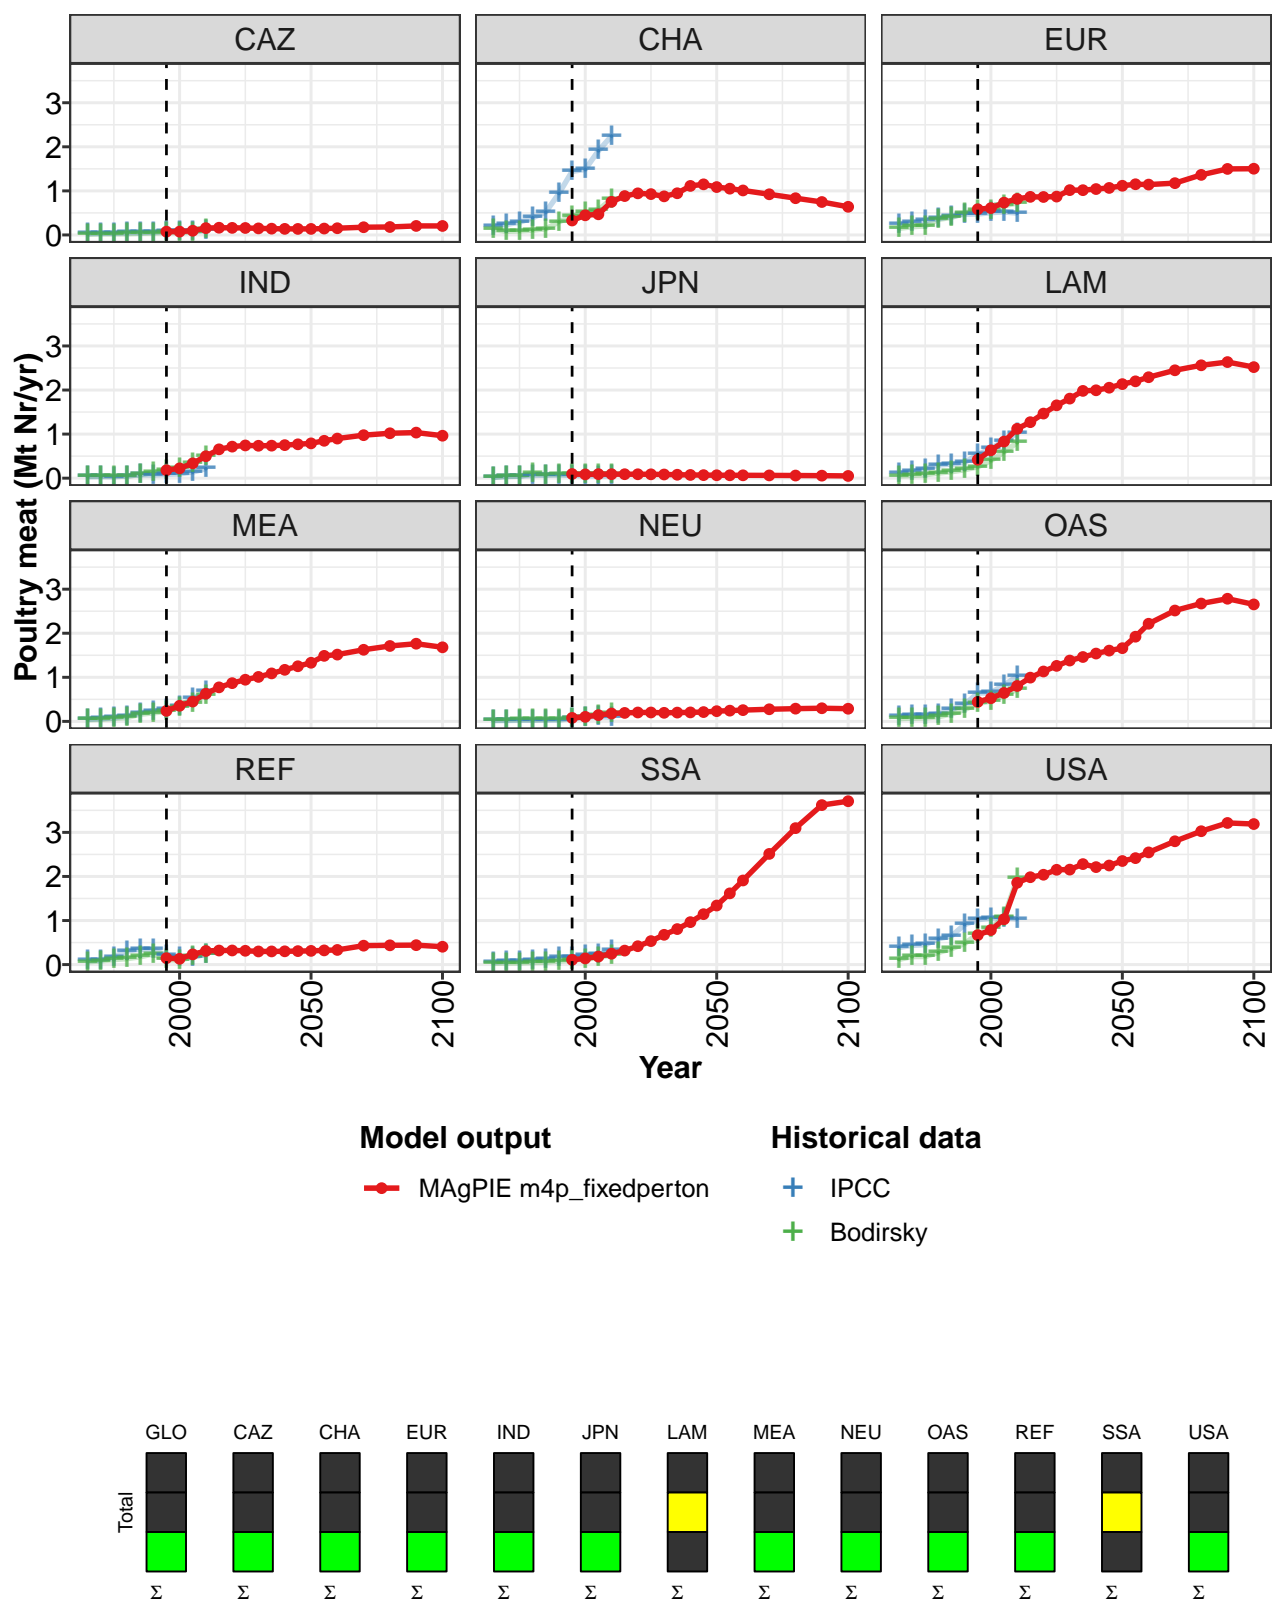 CAZ CHA EUR
3
2
1
0
IND JPN LAM
3
2
1
0
MEA NEU OAS
3
2
1
0
REF SSA USA
3
2
1
0
Poultry meat (Mt Nr/yr)
2000 2050 2100 2000 2050 2100 2000 2050 2100
Year
Model output
MAgPIE m4p_fixedperton
Historical data
IPCC
Bodirsky
GLO CAZ CHA EUR IND JPN LAM MEA NEU OAS REF SSA USA
Total
Σ Σ Σ Σ Σ Σ Σ Σ Σ Σ Σ Σ Σ